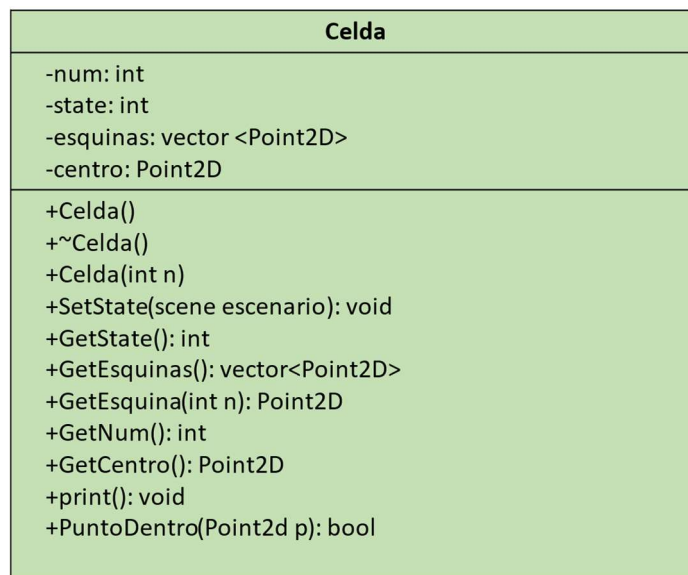 Celda
-num: int
-state: int
-esquinas: vector <Point2D>
-centro: Point2D
+Celda()
+~Celda()
+Celda(int n)
+SetState(scene escenario): void
+GetState(): int
+GetEsquinas(): vector<Point2D>
+GetEsquina(int n): Point2D
+GetNum(): int
+GetCentro(): Point2D
+print(): void
+PuntoDentro(Point2d p): bool